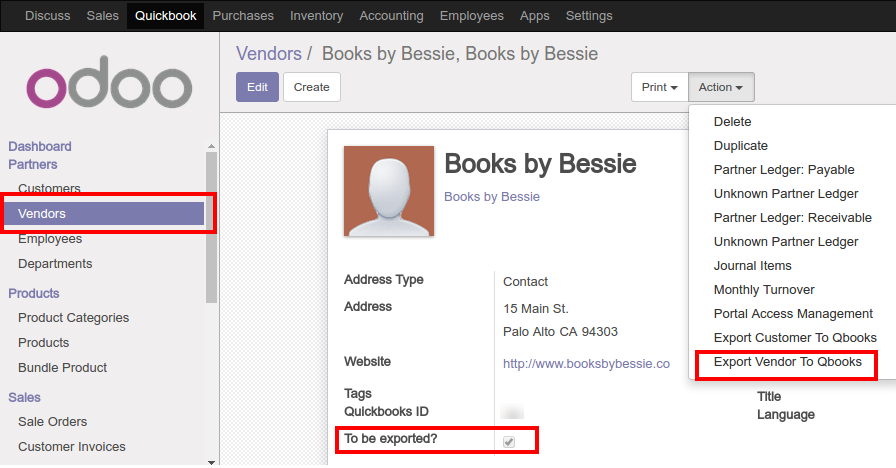 Discuss Sales Quickbook Purchases Inventory Accounting Employees Apps Settings
odoo
Vendors / Books by Bessie, Books by Bessie
Edit Create Print Action
Dashboard
Partners
Customers
Vendors
Employees
Departments
Products
Product Categories
Products
Bundle Product
Sales
Sale Orders
Customer Invoices
Books by Bessie
Books by Bessie
Address Type Contact
Address 15 Main St.
Palo Alto CA 94303
Website http://www.booksbybessie.co
Tags
Quickbooks ID
To be exported?
Delete
Duplicate
Partner Ledger: Payable
Unknown Partner Ledger
Partner Ledger: Receivable
Unknown Partner Ledger
Journal Items
Monthly Turnover
Portal Access Management
Export Customer To Qbooks
Export Vendor To Qbooks
Title
Language